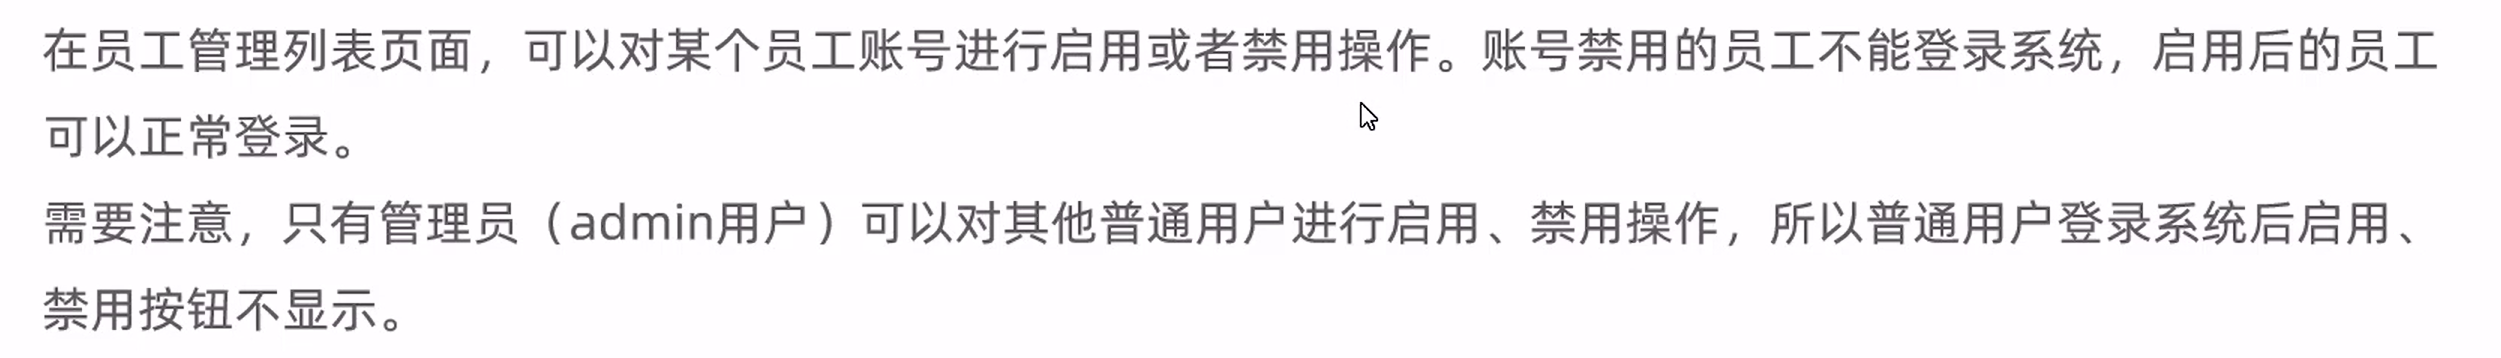 在员工管理列表页面，可以对某个员工账号进行启用或者禁用操作。账号禁用的员工不能登录系统，启用后的员工
可以正常登录。
需要注意，只有管理员（admin用户）可以对其他普通用户进行启用、禁用操作，所以普通用户登录系统后启用、
禁用按钮不显示。